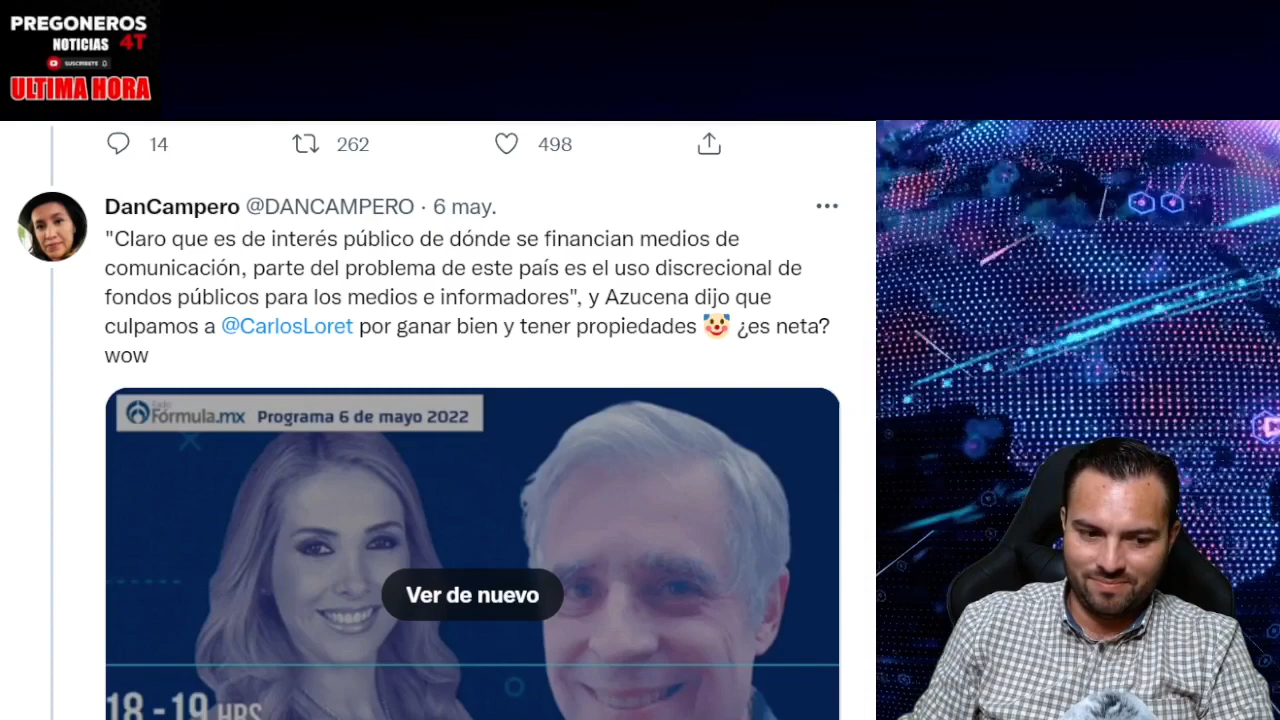 PREGONEROS
NOTICIAS 4T
SUSCRIBETE
ULTIMA HORA
14 262 498
DanCampero @DANCAMPERO · 6 may.
"Claro que es de interés público de dónde se financian medios de
comunicación, parte del problema de este país es el uso discrecional de
fondos públicos para los medios e informadores", y Azucena dijo que
culpamos a @CarlosLoret por ganar bien y tener propiedades 🤡 ¿es neta?
wow
Radio
Fórmula.mx Programa 6 de mayo 2022
Ver de nuevo
18 - 19 HRS